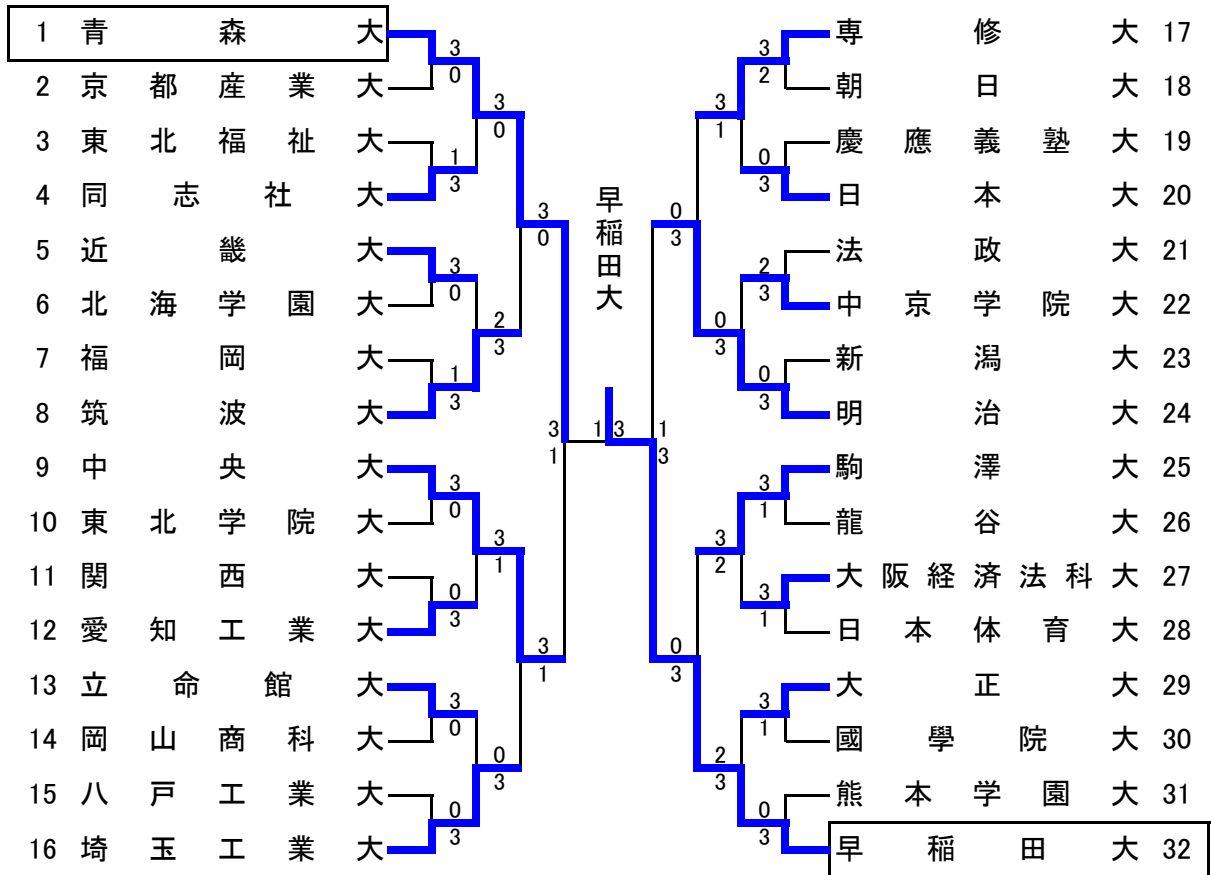 1 青森大
2 京都産業大
3 東北福祉大
4 同志社大
5 近畿大
6 北海学園大
7 福岡大
8 筑波大
9 中央大
10 東北学院大
11 関西大
12 愛知工業大
13 立命館大
14 岡山商科大
15 八戸工業大
16 埼玉工業大
3
0
1
3
3
0
1
3
3
0
0
3
3
0
0
3
3
0
2
3
3
1
0
3
3
0
3
1
3
1
早稲田大
1 3
1
3
0
3
0
3
3
1
0
3
3
2
2
3
3
2
0
3
2
3
0
3
3
1
3
1
3
1
0
3
専修大 17
朝日大 18
慶應義塾大 19
日本大 20
法政大 21
中京学院大 22
新潟大 23
明治大 24
駒澤大 25
龍谷大 26
大阪経済法科大 27
日本体育大 28
大正大 29
國學院大 30
熊本学園大 31
早稲田大 32